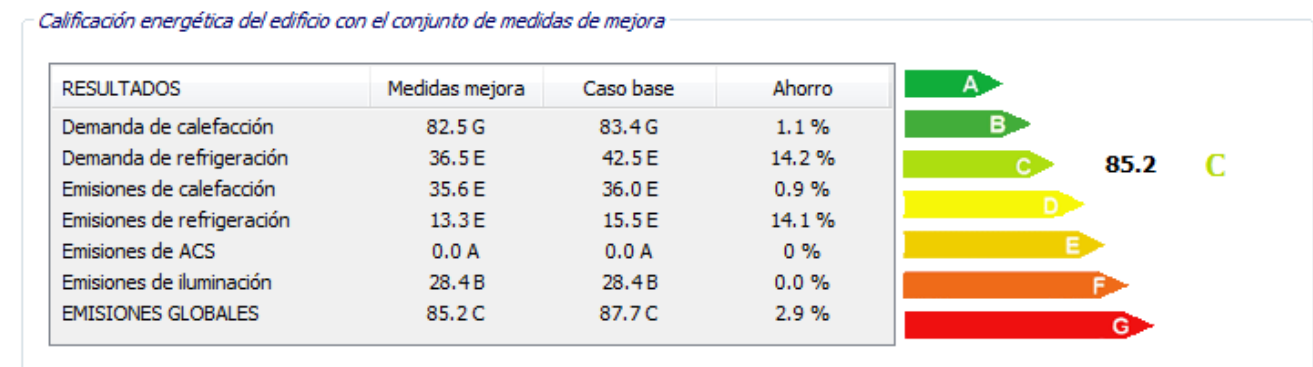 Calificación energética del edificio con el conjunto de medidas de mejora
RESULTADOS Medidas mejora Caso base Ahorro
Demanda de calefacción 82.5 G 83.4 G 1.1 %
Demanda de refrigeración 36.5 E 42.5 E 14.2 %
Emisiones de calefacción 35.6 E 36.0 E 0.9 %
Emisiones de refrigeración 13.3 E 15.5 E 14.1 %
Emisiones de ACS 0.0 A 0.0 A 0 %
Emisiones de iluminación 28.4 B 28.4 B 0.0 %
EMISIONES GLOBALES 85.2 C 87.7 C 2.9 %
A
B
C 85.2 C
D
E
F
G